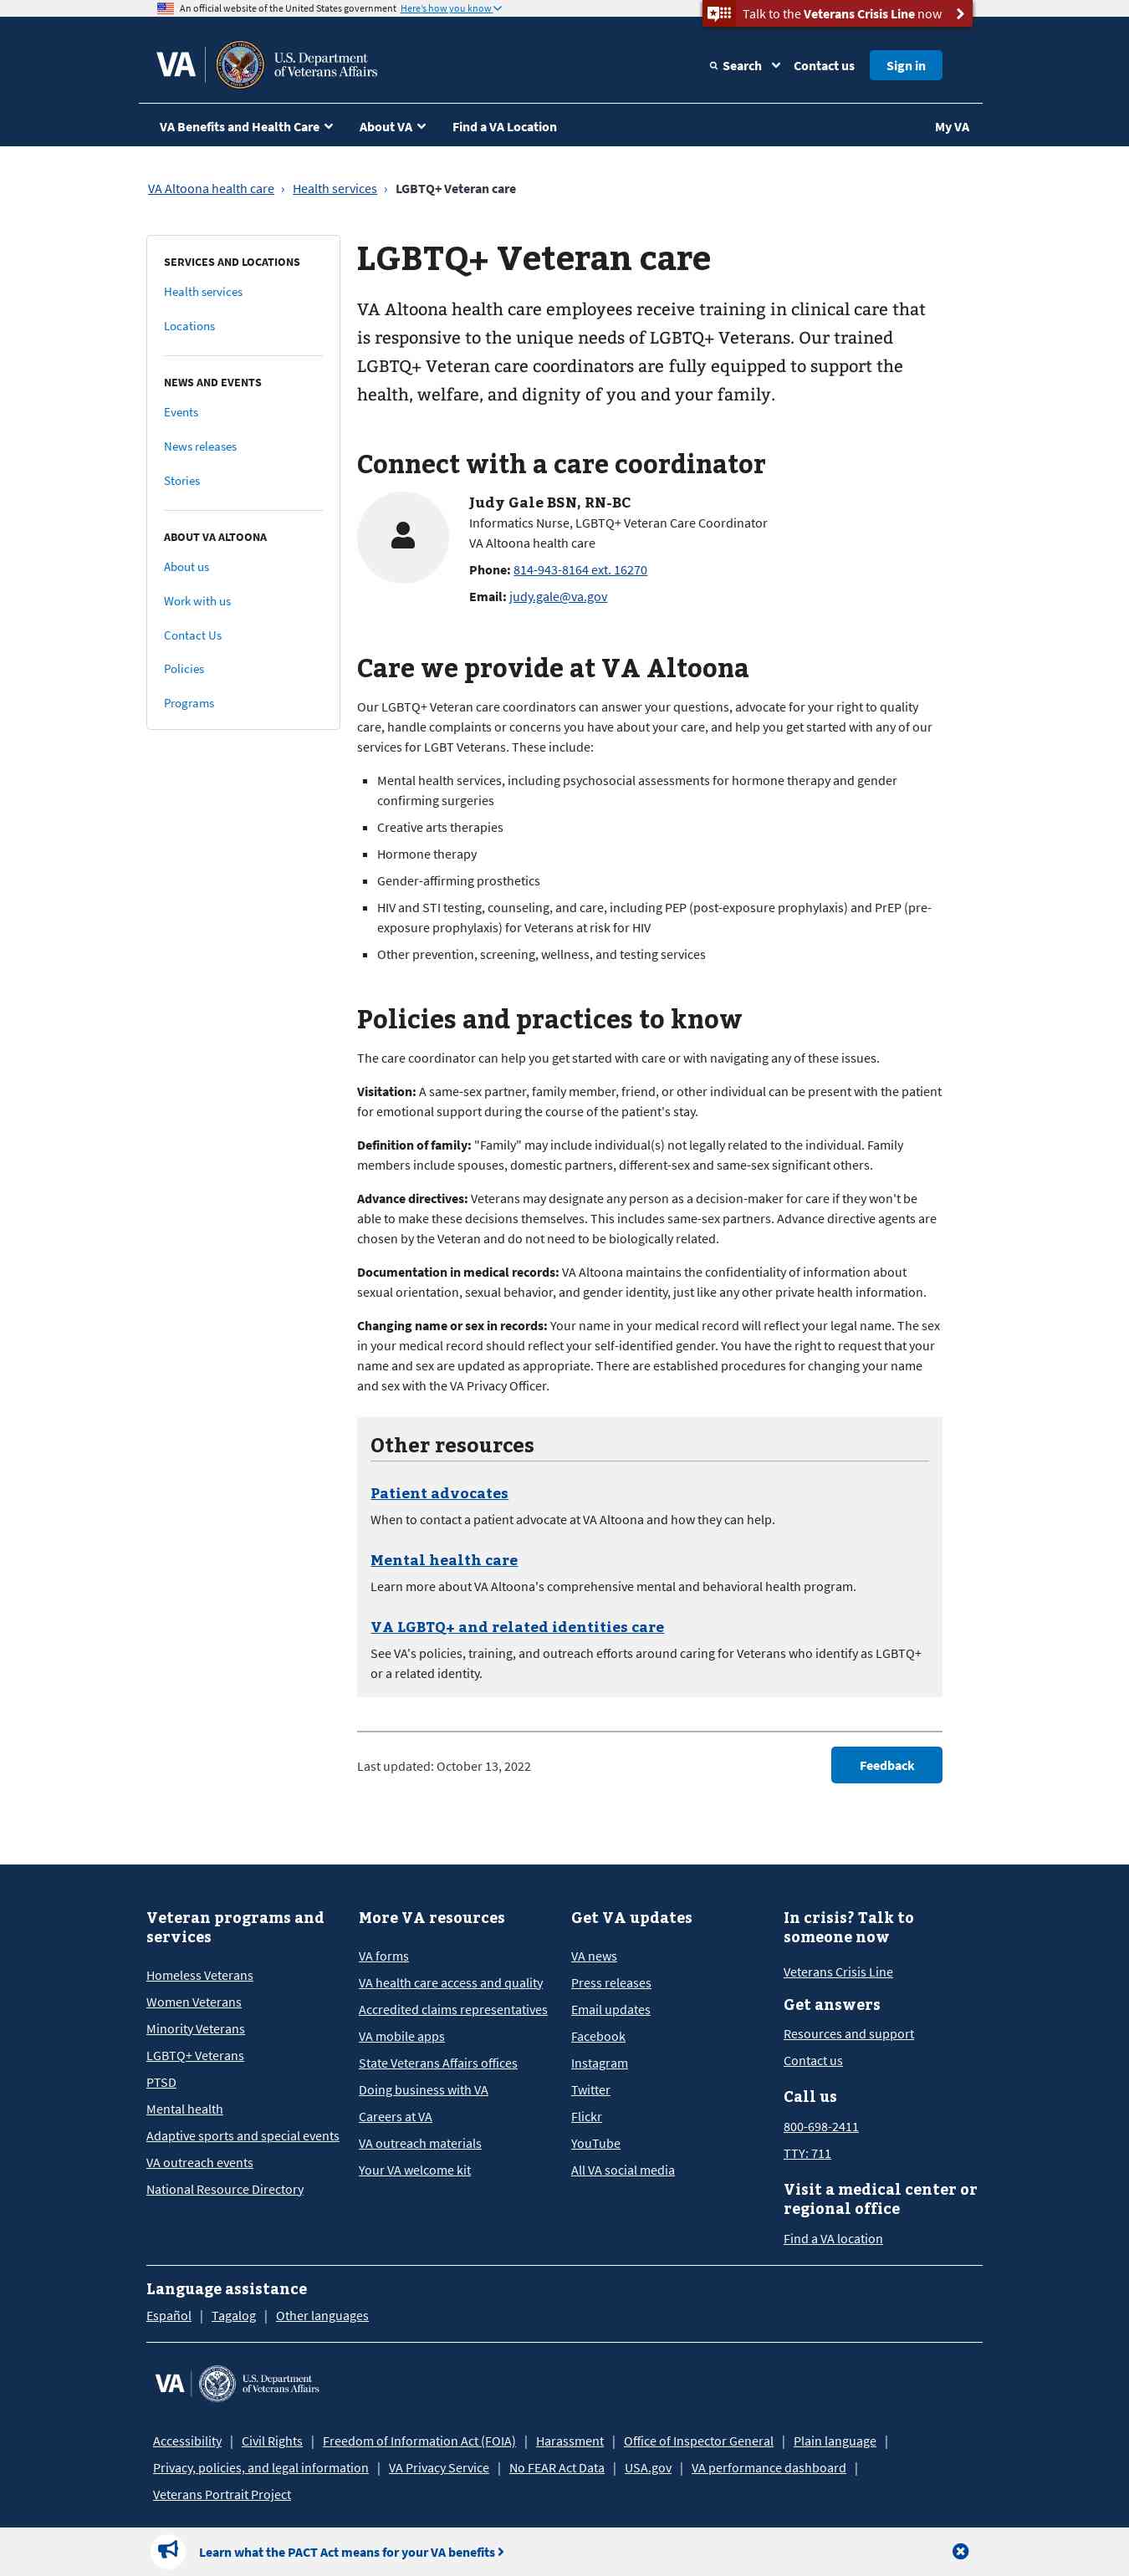 An official website of the United States government Here's how you know
Talk to the Veterans Crisis Line now
VA
U.S. Department
of Veterans Affairs
Search
Contact us
Sign in
VA Benefits and Health Care
About VA
Find a VA Location
My VA
VA Altoona health care › Health services › LGBTQ+ Veteran care
SERVICES AND LOCATIONS
Health services
Locations
NEWS AND EVENTS
Events
News releases
Stories
ABOUT VA ALTOONA
About us
Work with us
Contact Us
Policies
Programs
LGBTQ+ Veteran care
VA Altoona health care employees receive training in clinical care that
is responsive to the unique needs of LGBTQ+ Veterans. Our trained
LGBTQ+ Veteran care coordinators are fully equipped to support the
health, welfare, and dignity of you and your family.
Connect with a care coordinator
Judy Gale BSN, RN-BC
Informatics Nurse, LGBTQ+ Veteran Care Coordinator
VA Altoona health care
Phone: 814-943-8164 ext. 16270
Email: judy.gale@va.gov
Care we provide at VA Altoona
Our LGBTQ+ Veteran care coordinators can answer your questions, advocate for your right to quality
care, handle complaints or concerns you have about your care, and help you get started with any of our
services for LGBT Veterans. These include:
Mental health services, including psychosocial assessments for hormone therapy and gender
confirming surgeries
Creative arts therapies
Hormone therapy
Gender-affirming prosthetics
HIV and STI testing, counseling, and care, including PEP (post-exposure prophylaxis) and PrEP (pre-
exposure prophylaxis) for Veterans at risk for HIV
Other prevention, screening, wellness, and testing services
Policies and practices to know
The care coordinator can help you get started with care or with navigating any of these issues.
Visitation: A same-sex partner, family member, friend, or other individual can be present with the patient
for emotional support during the course of the patient's stay.
Definition of family: "Family" may include individual(s) not legally related to the individual. Family
members include spouses, domestic partners, different-sex and same-sex significant others.
Advance directives: Veterans may designate any person as a decision-maker for care if they won't be
able to make these decisions themselves. This includes same-sex partners. Advance directive agents are
chosen by the Veteran and do not need to be biologically related.
Documentation in medical records: VA Altoona maintains the confidentiality of information about
sexual orientation, sexual behavior, and gender identity, just like any other private health information.
Changing name or sex in records: Your name in your medical record will reflect your legal name. The sex
in your medical record should reflect your self-identified gender. You have the right to request that your
name and sex are updated as appropriate. There are established procedures for changing your name
and sex with the VA Privacy Officer.
Other resources
Patient advocates
When to contact a patient advocate at VA Altoona and how they can help.
Mental health care
Learn more about VA Altoona's comprehensive mental and behavioral health program.
VA LGBTQ+ and related identities care
See VA's policies, training, and outreach efforts around caring for Veterans who identify as LGBTQ+
or a related identity.
Last updated: October 13, 2022
Feedback
Veteran programs and
services
Homeless Veterans
Women Veterans
Minority Veterans
LGBTQ+ Veterans
PTSD
Mental health
Adaptive sports and special events
VA outreach events
National Resource Directory
More VA resources
VA forms
VA health care access and quality
Accredited claims representatives
VA mobile apps
State Veterans Affairs offices
Doing business with VA
Careers at VA
VA outreach materials
Your VA welcome kit
Get VA updates
VA news
Press releases
Email updates
Facebook
Instagram
Twitter
Flickr
YouTube
All VA social media
In crisis? Talk to
someone now
Veterans Crisis Line
Get answers
Resources and support
Contact us
Call us
800-698-2411
TTY: 711
Visit a medical center or
regional office
Find a VA location
Language assistance
Español | Tagalog | Other languages
VA
U.S. Department
of Veterans Affairs
Accessibility | Civil Rights | Freedom of Information Act (FOIA) | Harassment | Office of Inspector General | Plain language |
Privacy, policies, and legal information | VA Privacy Service | No FEAR Act Data | USA.gov | VA performance dashboard |
Veterans Portrait Project
Learn what the PACT Act means for your VA benefits